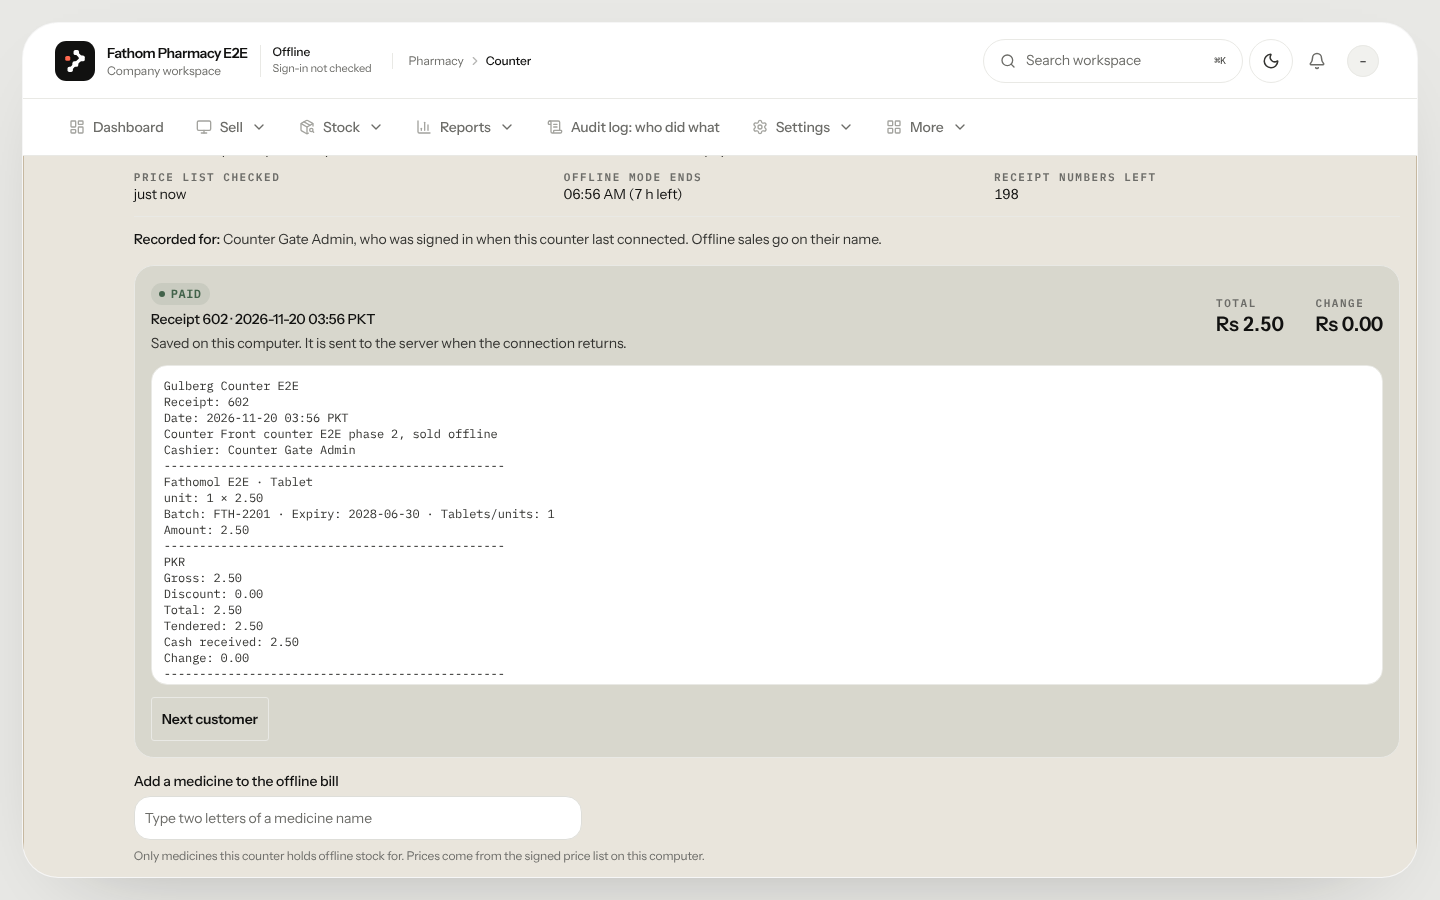 Fathom Pharmacy E2E
Company workspace
Offline
Sign-in not checked
Pharmacy > Counter
Search workspace
⌘K
-
Dashboard
Sell
Stock
Reports
Audit log: who did what
Settings
More
PRICE LIST CHECKED
just now
OFFLINE MODE ENDS
06:56 AM (7 h left)
RECEIPT NUMBERS LEFT
198
Recorded for: Counter Gate Admin, who was signed in when this counter last connected. Offline sales go on their name.
PAID
Receipt 602 · 2026-11-20 03:56 PKT
Saved on this computer. It is sent to the server when the connection returns.
TOTAL
Rs 2.50
CHANGE
Rs 0.00
Gulberg Counter E2E
Receipt: 602
Date: 2026-11-20 03:56 PKT
Counter Front counter E2E phase 2, sold offline
Cashier: Counter Gate Admin
------------------------------------------------
Fathomol E2E · Tablet
unit: 1 × 2.50
Batch: FTH-2201 · Expiry: 2028-06-30 · Tablets/units: 1
Amount: 2.50
------------------------------------------------
PKR
Gross: 2.50
Discount: 0.00
Total: 2.50
Tendered: 2.50
Cash received: 2.50
Change: 0.00
------------------------------------------------
Next customer
Add a medicine to the offline bill
Type two letters of a medicine name
Only medicines this counter holds offline stock for. Prices come from the signed price list on this computer.